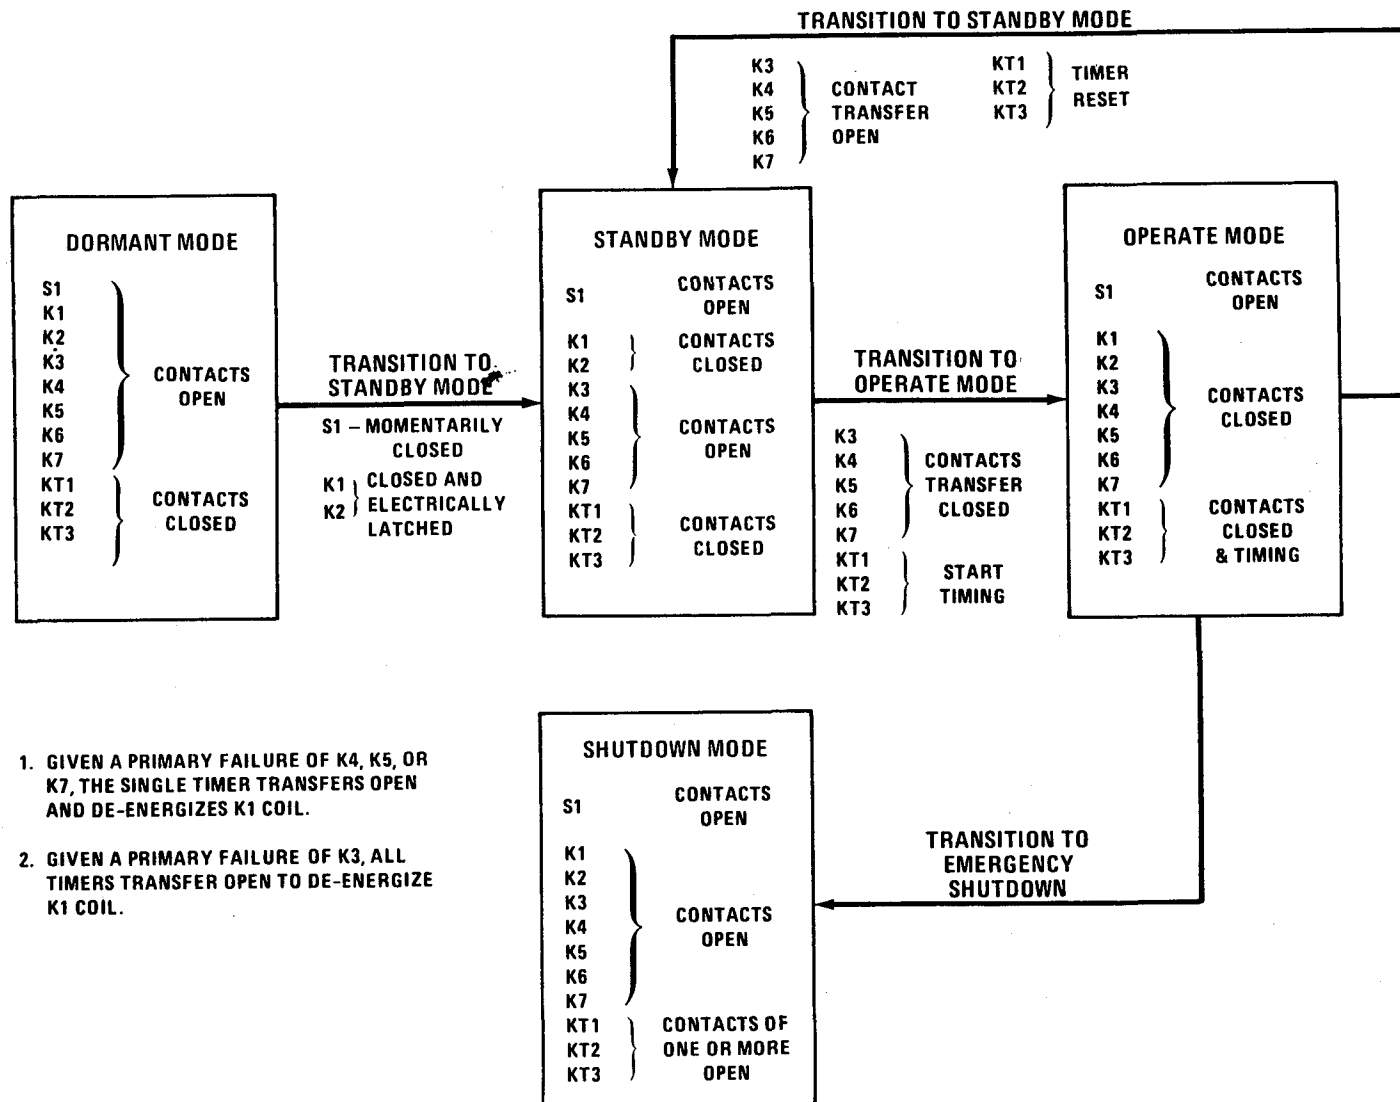 TRANSITION TO STANDBY MODE
K3
K4
K5
K6
K7
CONTACT
TRANSFER
OPEN
KT1
KT2
KT3
TIMER
RESET
DORMANT MODE
S1
K1
K2
K3
K4
K5
K6
K7
CONTACTS
OPEN
KT1
KT2
KT3
CONTACTS
CLOSED
TRANSITION TO
STANDBY MODE
S1 – MOMENTARILY
CLOSED
K1
K2
CLOSED AND
ELECTRICALLY
LATCHED
STANDBY MODE
S1
CONTACTS
OPEN
K1
K2
CONTACTS
CLOSED
K3
K4
K5
K6
K7
CONTACTS
OPEN
KT1
KT2
KT3
CONTACTS
CLOSED
TRANSITION TO
OPERATE MODE
K3
K4
K5
K6
K7
CONTACTS
TRANSFER
CLOSED
KT1
KT2
KT3
START
TIMING
OPERATE MODE
S1
CONTACTS
OPEN
K1
K2
K3
K4
K5
K6
K7
CONTACTS
CLOSED
KT1
KT2
KT3
CONTACTS
CLOSED
& TIMING
1. GIVEN A PRIMARY FAILURE OF K4, K5, OR
K7, THE SINGLE TIMER TRANSFERS OPEN
AND DE-ENERGIZES K1 COIL.
2. GIVEN A PRIMARY FAILURE OF K3, ALL
TIMERS TRANSFER OPEN TO DE-ENERGIZE
K1 COIL.
SHUTDOWN MODE
S1
CONTACTS
OPEN
K1
K2
K3
K4
K5
K6
K7
CONTACTS
OPEN
KT1
KT2
KT3
CONTACTS OF
ONE OR MORE
OPEN
TRANSITION TO
EMERGENCY
SHUTDOWN